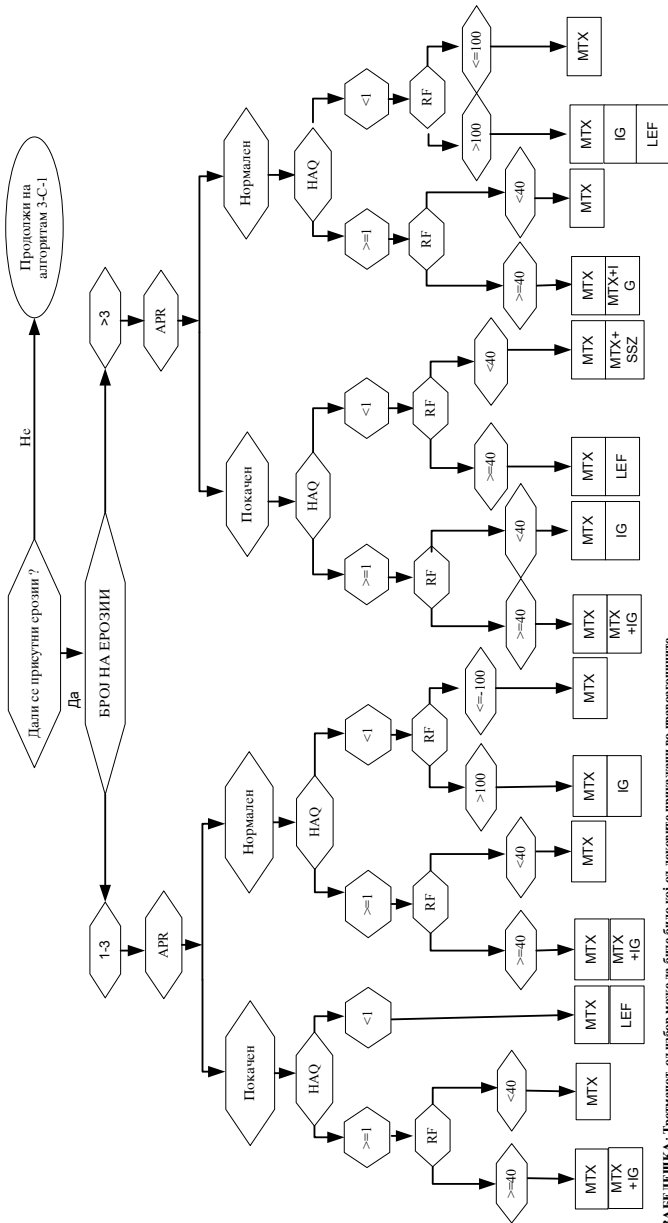 Дали се присутни ерозии ?
Не
Продолжи на
алгоритам 3-С-1
Да
БРОЈ НА ЕРОЗИИ
1-3
>3
APR
APR
Покачен
Нормален
Покачен
Нормален
HAQ
HAQ
HAQ
HAQ
>=1
<1
>=1
<1
>=1
<1
>=1
<1
RF
RF
RF
RF
RF
RF
RF
>=40
<40
>=40
<40
>100
<=-100
>=40
<40
>=40
<40
>=40
<40
>100
<=100
MTX
MTX
+IG
MTX
MTX
LEF
MTX
MTX
+IG
MTX
MTX
IG
MTX
MTX
MTX
+IG
MTX
IG
MTX
LEF
MTX
MTX+
SSZ
MTX
MTX+I
G
MTX
MTX
IG
LEF
MTX